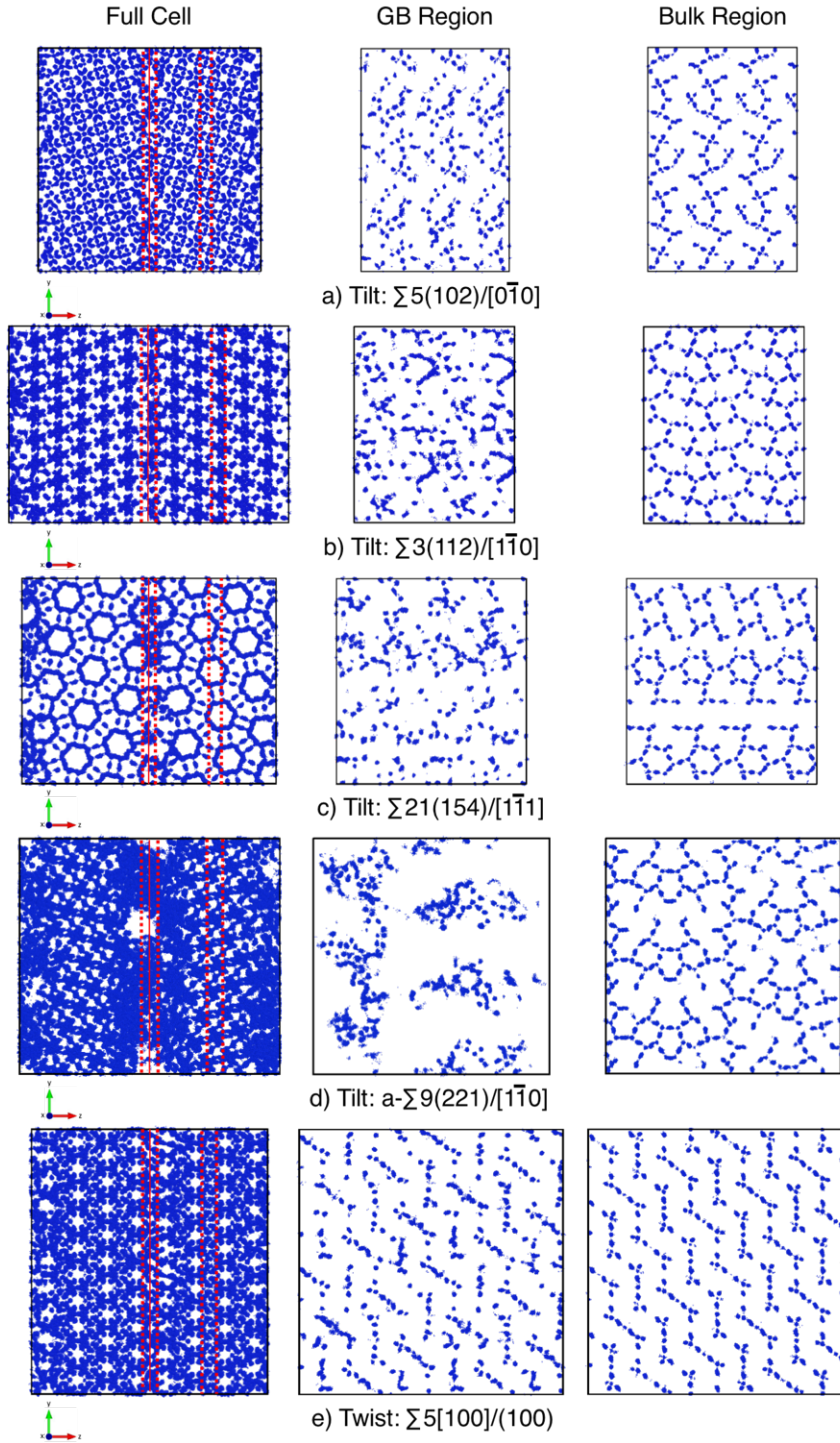 Full Cell GB Region Bulk Region
y
x z
a) Tilt: ∑5(102)/[01̅0]
y
x z
b) Tilt: ∑3(112)/[11̅0]
y
x z
c) Tilt: ∑21(154)/[11̅1]
y
x z
d) Tilt: a-∑9(221)/[11̅0]
y
x z
e) Twist: ∑5[100]/(100)